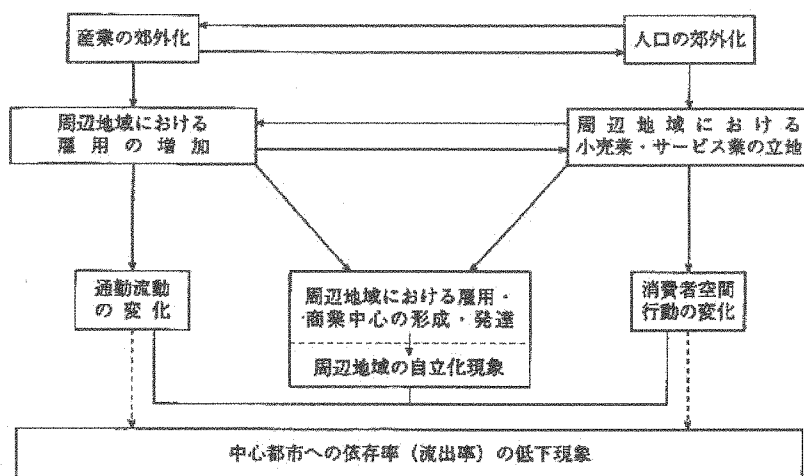 産業の郊外化
人口の郊外化
周辺地域における
雇用の増加
周辺地域における
小売業・サービス業の立地
通勤流動
の変化
周辺地域における雇用・
商業中心の形成・発達
周辺地域の自立化現象
消費者空間
行動の変化
中心都市への依存率(流出率)の低下現象